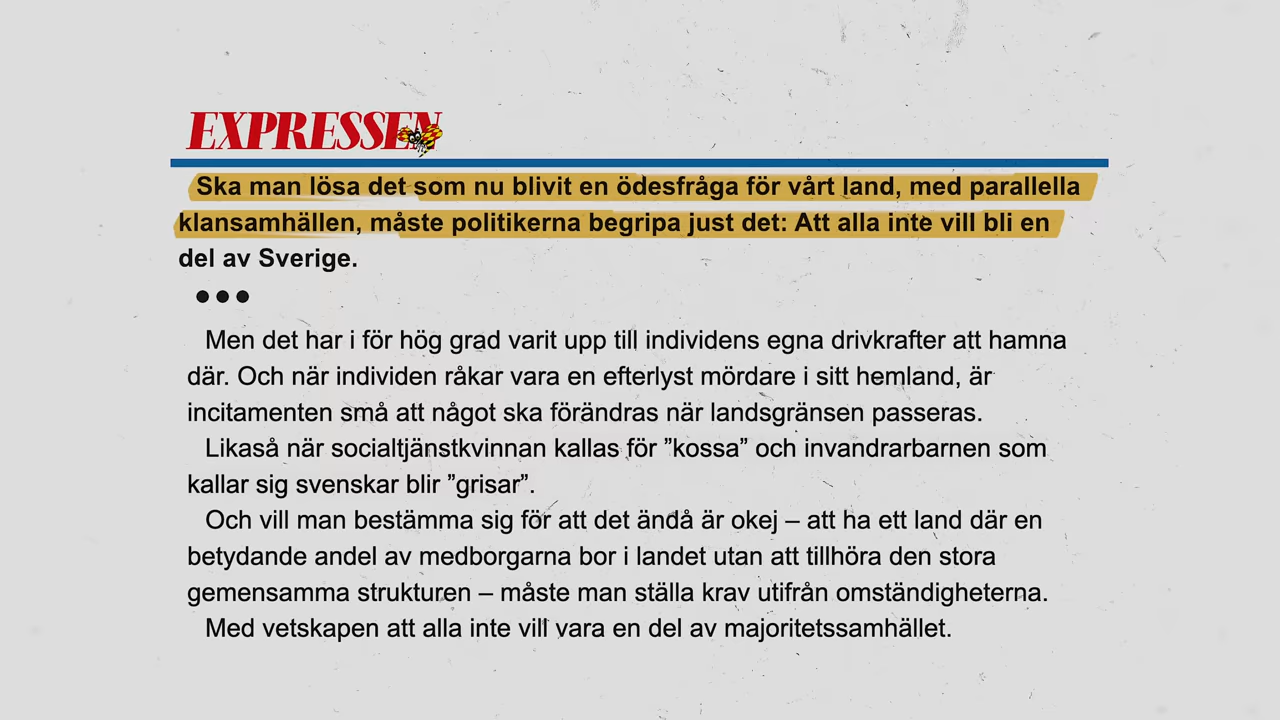 EXPRESSEN
Ska man lösa det som nu blivit en ödesfråga för vårt land, med parallella
klansamhällen, måste politikerna begripa just det: Att alla inte vill bli en
del av Sverige.
●●●
Men det har i för hög grad varit upp till individens egna drivkrafter att hamna
där. Och när individen råkar vara en efterlyst mördare i sitt hemland, är
incitamenten små att något ska förändras när landsgränsen passeras.
Likaså när socialtjänstkvinnan kallas för ”kossa” och invandrarbarnen som
kallar sig svenskar blir ”grisar”.
Och vill man bestämma sig för att det ändå är okej – att ha ett land där en
betydande andel av medborgarna bor i landet utan att tillhöra den stora
gemensamma strukturen – måste man ställa krav utifrån omständigheterna.
Med vetskapen att alla inte vill vara en del av majoritetssamhället.